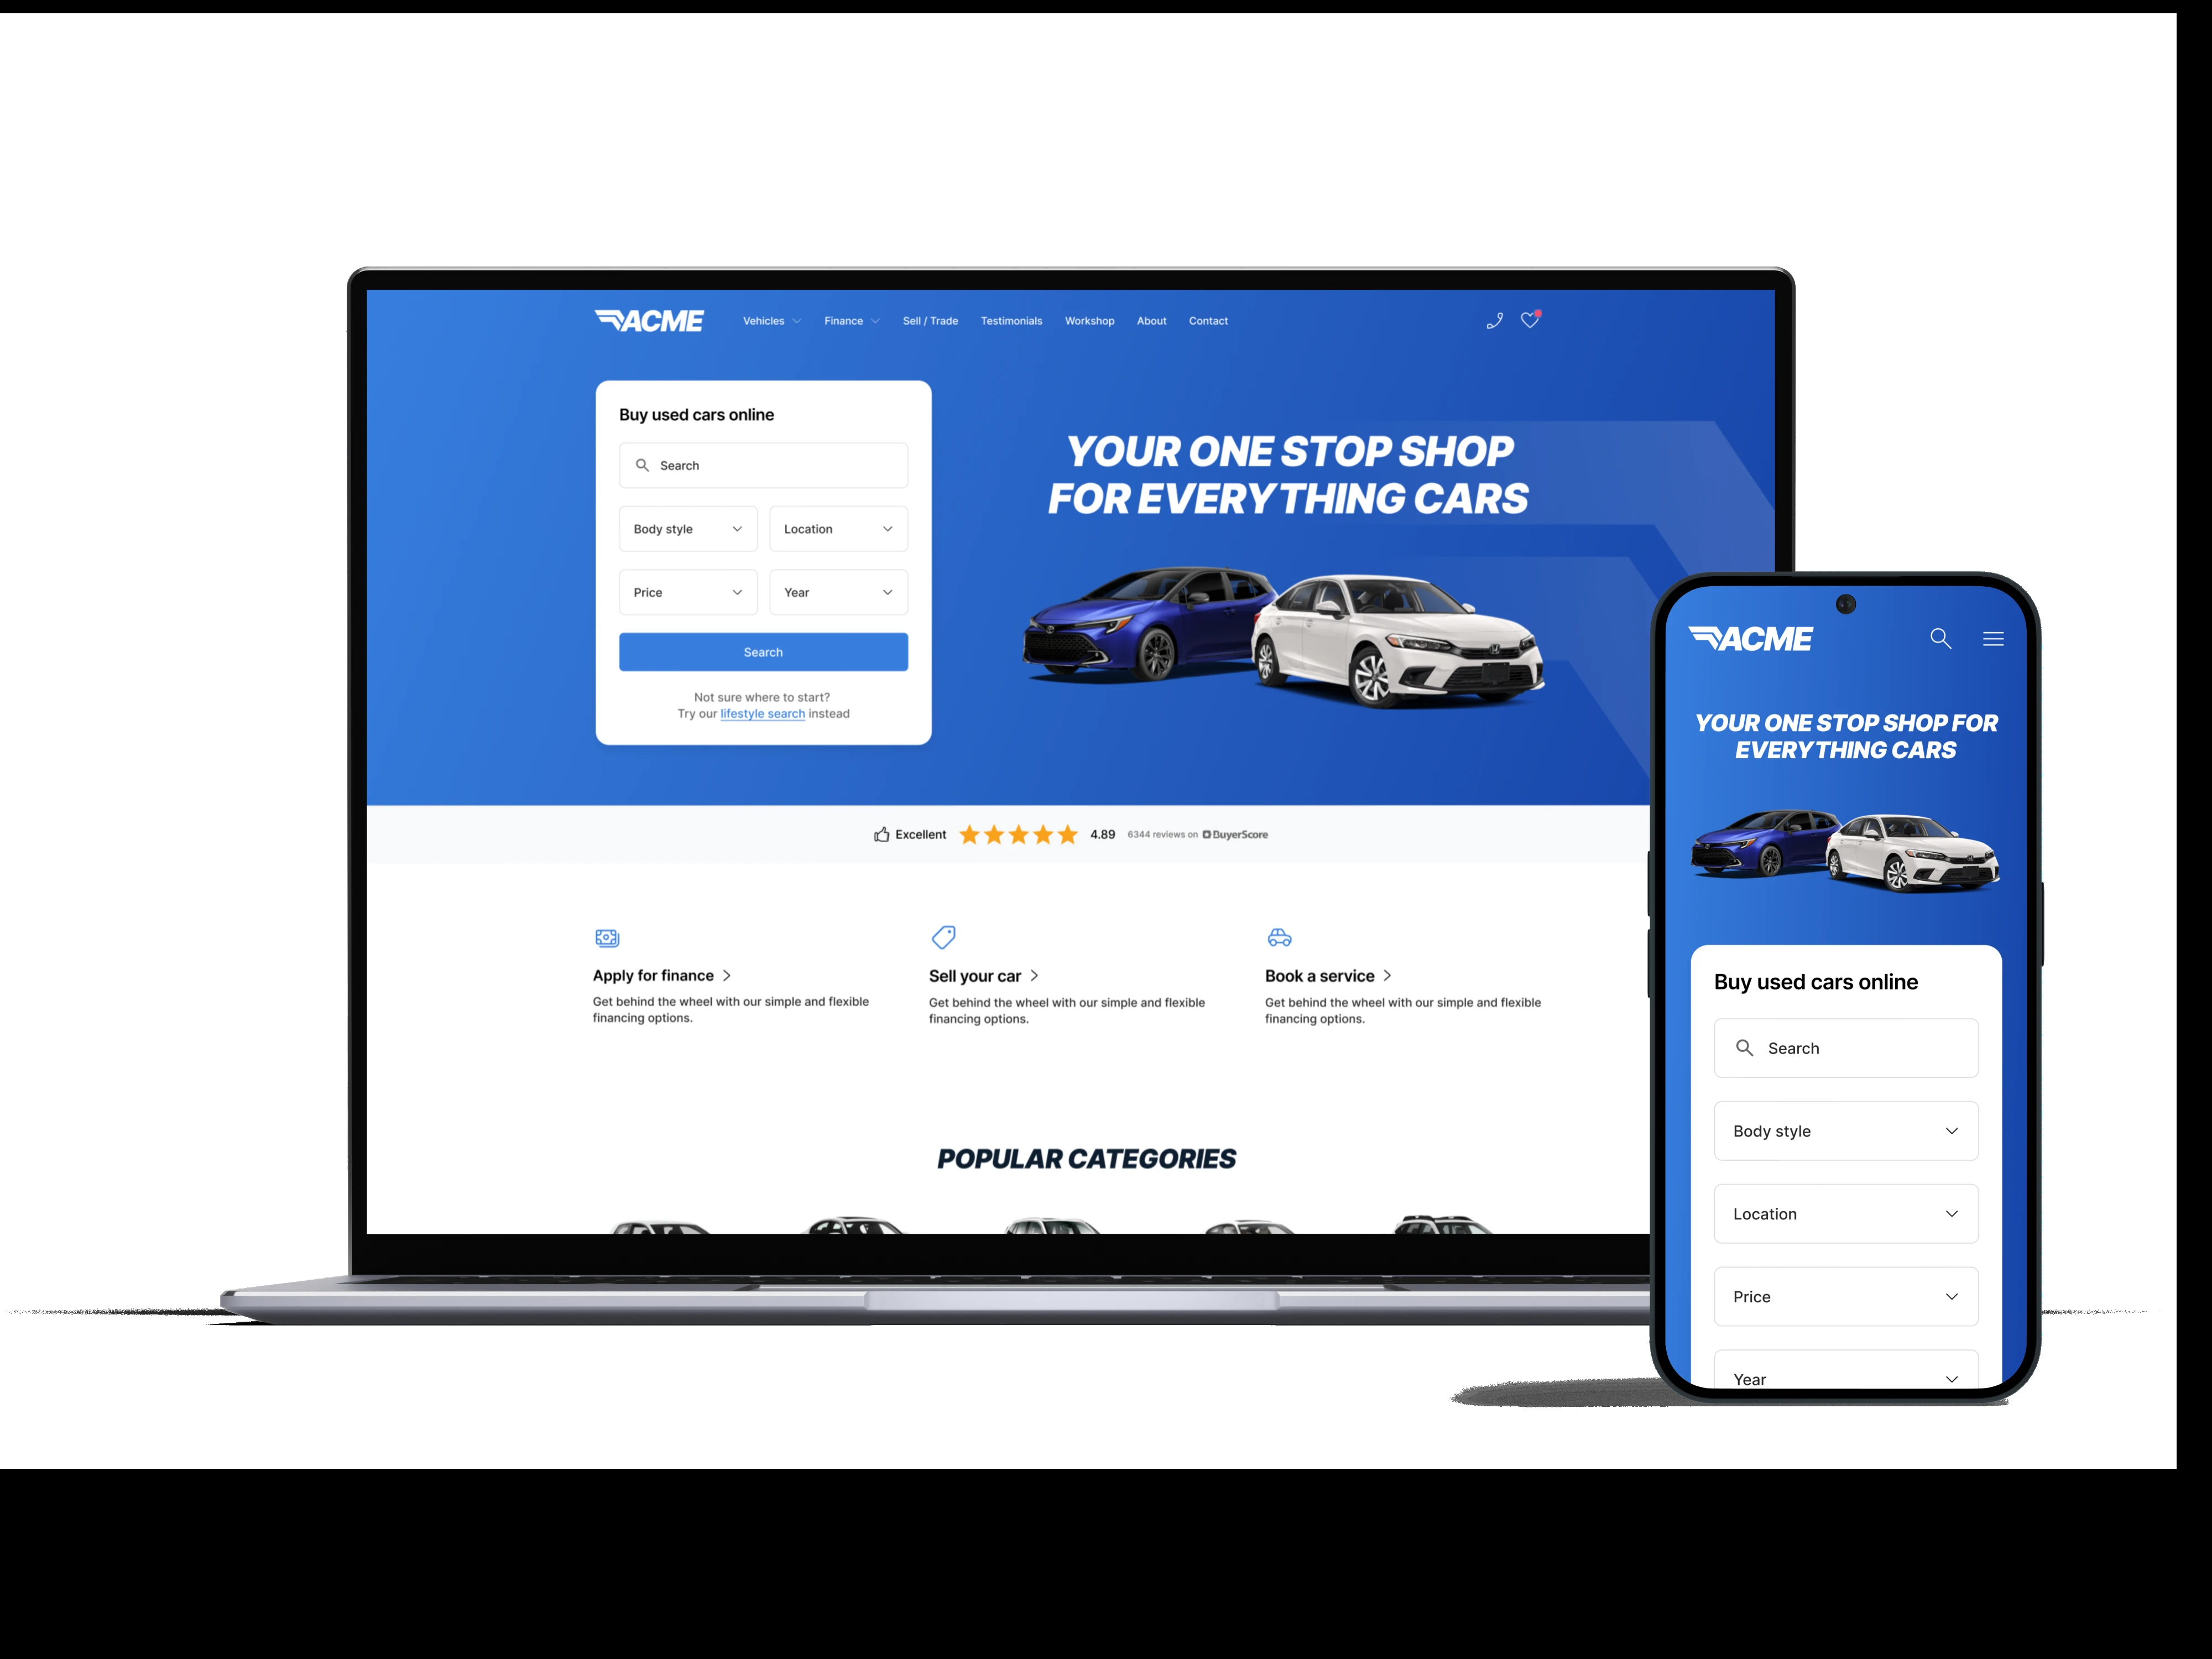 ACME
Vehicles Finance Sell / Trade Testimonials Workshop About Contact
Buy used cars online
Search
Body style Location
Price Year
Search
Not sure where to start?
Try our lifestyle search instead
YOUR ONE STOP SHOP
FOR EVERYTHING CARS
Excellent 4.89 6344 reviews on BuyerScore
Apply for finance
Get behind the wheel with our simple and flexible
financing options.
Sell your car
Get behind the wheel with our simple and flexible
financing options.
Book a service
Get behind the wheel with our simple and flexible
financing options.
POPULAR CATEGORIES
ACME
YOUR ONE STOP SHOP FOR
EVERYTHING CARS
Buy used cars online
Search
Body style
Location
Price
Year